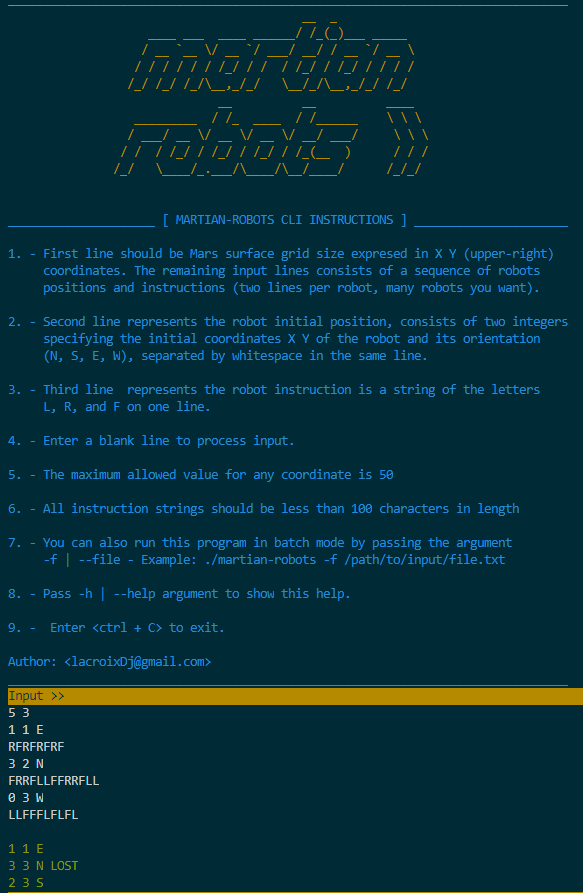 martian
robots
[ MARTIAN-ROBOTS CLI INSTRUCTIONS ]
1. - First line should be Mars surface grid size expresed in X Y (upper-right)
coordinates. The remaining input lines consists of a sequence of robots
positions and instructions (two lines per robot, many robots you want).
2. - Second line represents the robot initial position, consists of two integers
specifying the initial coordinates X Y of the robot and its orientation
(N, S, E, W), separated by whitespace in the same line.
3. - Third line  represents the robot instruction is a string of the letters
L, R, and F on one line.
4. - Enter a blank line to process input.
5. - The maximum allowed value for any coordinate is 50
6. - All instruction strings should be less than 100 characters in length
7. - You can also run this program in batch mode by passing the argument
-f | --file - Example: ./martian-robots -f /path/to/input/file.txt
8. - Pass -h | --help argument to show this help.
9. -  Enter <ctrl + C> to exit.
Author: <lacroixDj@gmail.com>
Input >>
5 3
1 1 E
RFRFRFRF
3 2 N
FRRFLLFFRRFLL
0 3 W
LLFFFLFLFL
1 1 E
3 3 N LOST
2 3 S